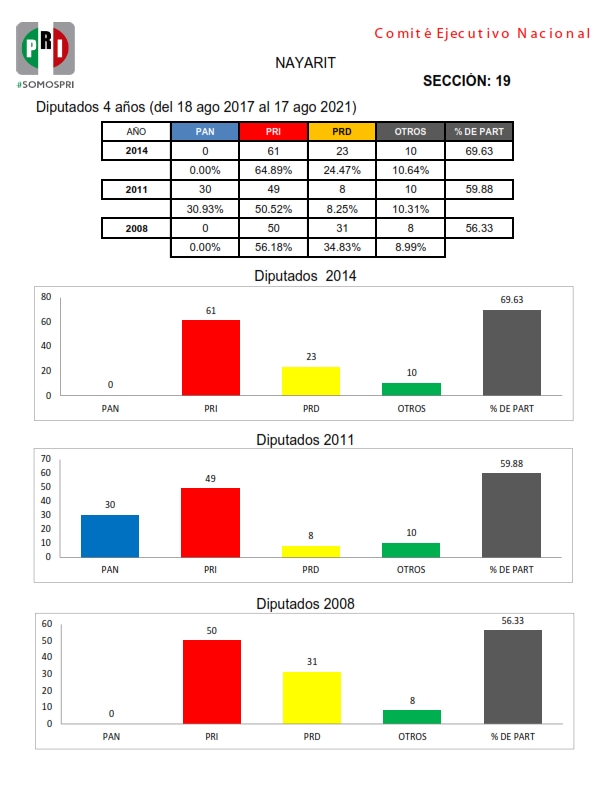 Comité Ejecutivo Nacional
PRI
#SOMOSPRI
NAYARIT
SECCIÓN: 19
Diputados 4 años (del 18 ago 2017 al 17 ago 2021)
AÑO PAN PRI PRD OTROS % DE PART
2014 0 61 23 10 69.63
0.00% 64.89% 24.47% 10.64%
2011 30 49 8 10 59.88
30.93% 50.52% 8.25% 10.31%
2008 0 50 31 8 56.33
0.00% 56.18% 34.83% 8.99%
Diputados 2014
80
60
40
20
0
0 61 23 10 69.63
PAN PRI PRD OTROS % DE PART
Diputados 2011
70
60
50
40
30
20
10
0
30 49 8 10 59.88
PAN PRI PRD OTROS % DE PART
Diputados 2008
60
50
40
30
20
10
0
0 50 31 8 56.33
PAN PRI PRD OTROS % DE PART